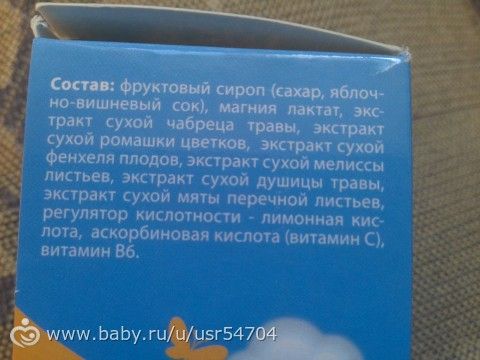 Состав: фруктовый сироп (сахар, яблоч-
но-вишневый сок), магния лактат, экс-
тракт сухой чабреца травы, экстракт
сухой ромашки цветков, экстракт сухой
фенхеля плодов, экстракт сухой мелиссы
листьев, экстракт сухой душицы травы,
экстракт сухой мяты перечной листьев,
регулятор кислотности - лимонная кис-
лота, аскорбиновая кислота (витамин С),
витамин В6.
www.baby.ru/u/usr54704